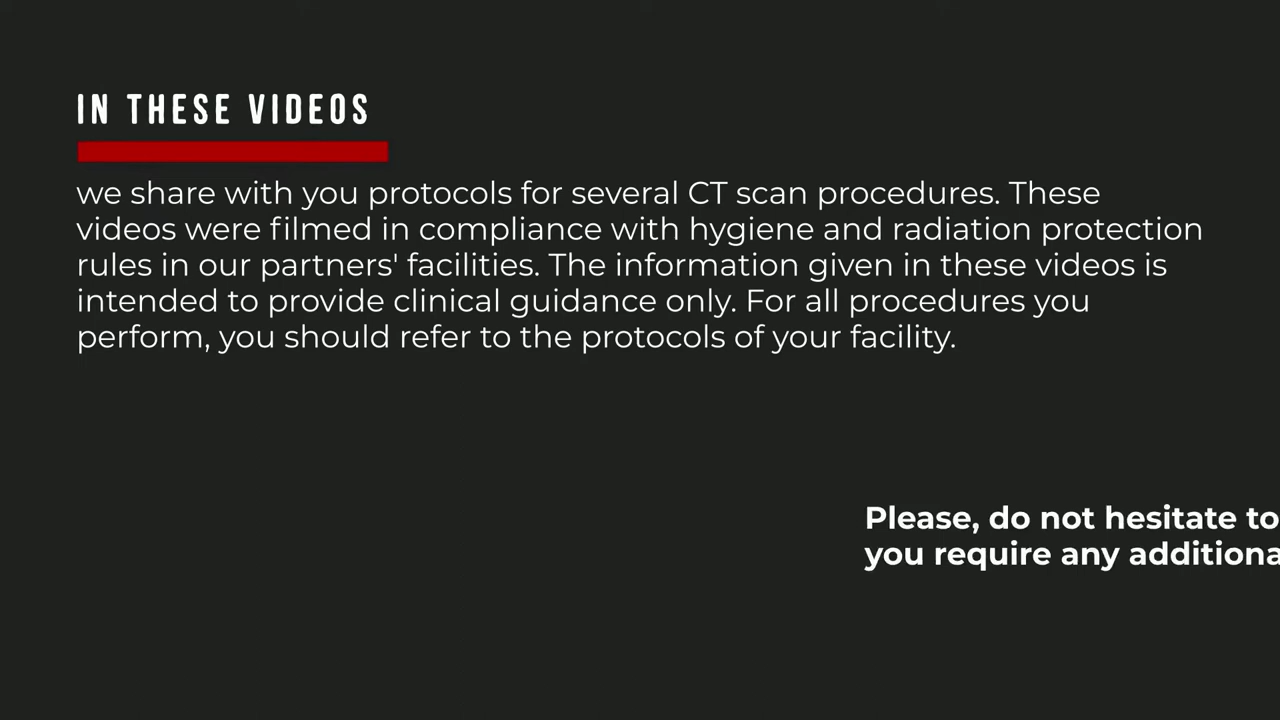 IN THESE VIDEOS
we share with you protocols for several CT scan procedures. These
videos were filmed in compliance with hygiene and radiation protection
rules in our partners' facilities. The information given in these videos is
intended to provide clinical guidance only. For all procedures you
perform, you should refer to the protocols of your facility.
Please, do not hesitate to
you require any